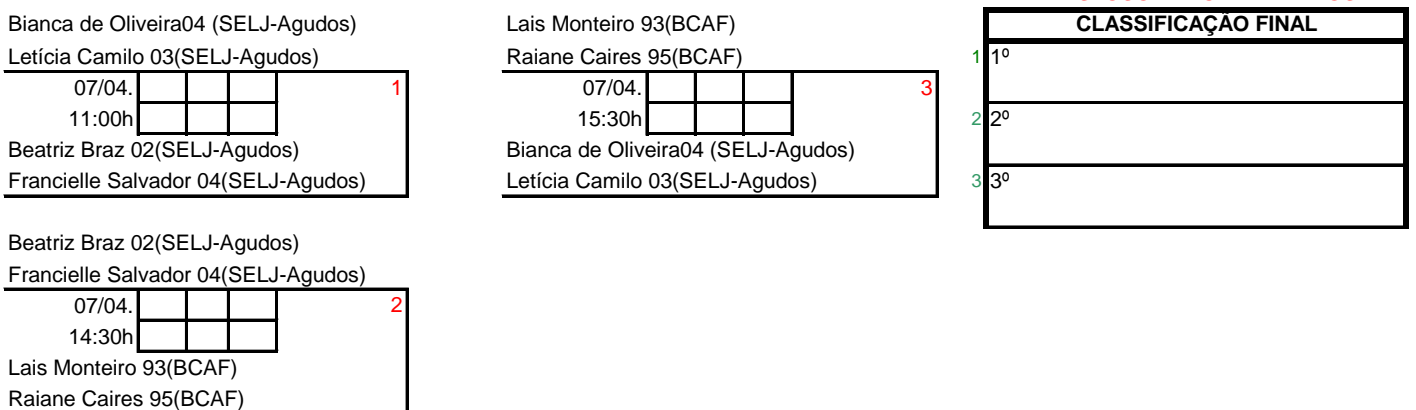 Bianca de Oliveira04 (SELJ-Agudos)
Letícia Camilo 03(SELJ-Agudos)
07/04.
1
11:00h
Beatriz Braz 02(SELJ-Agudos)
Francielle Salvador 04(SELJ-Agudos)
Beatriz Braz 02(SELJ-Agudos)
Francielle Salvador 04(SELJ-Agudos)
07/04.
2
14:30h
Lais Monteiro 93(BCAF)
Raiane Caires 95(BCAF)
Lais Monteiro 93(BCAF)
Raiane Caires 95(BCAF)
07/04.
3
15:30h
Bianca de Oliveira04 (SELJ-Agudos)
Letícia Camilo 03(SELJ-Agudos)
CLASSIFICAÇÃO FINAL
1 1º
2 2º
3 3º